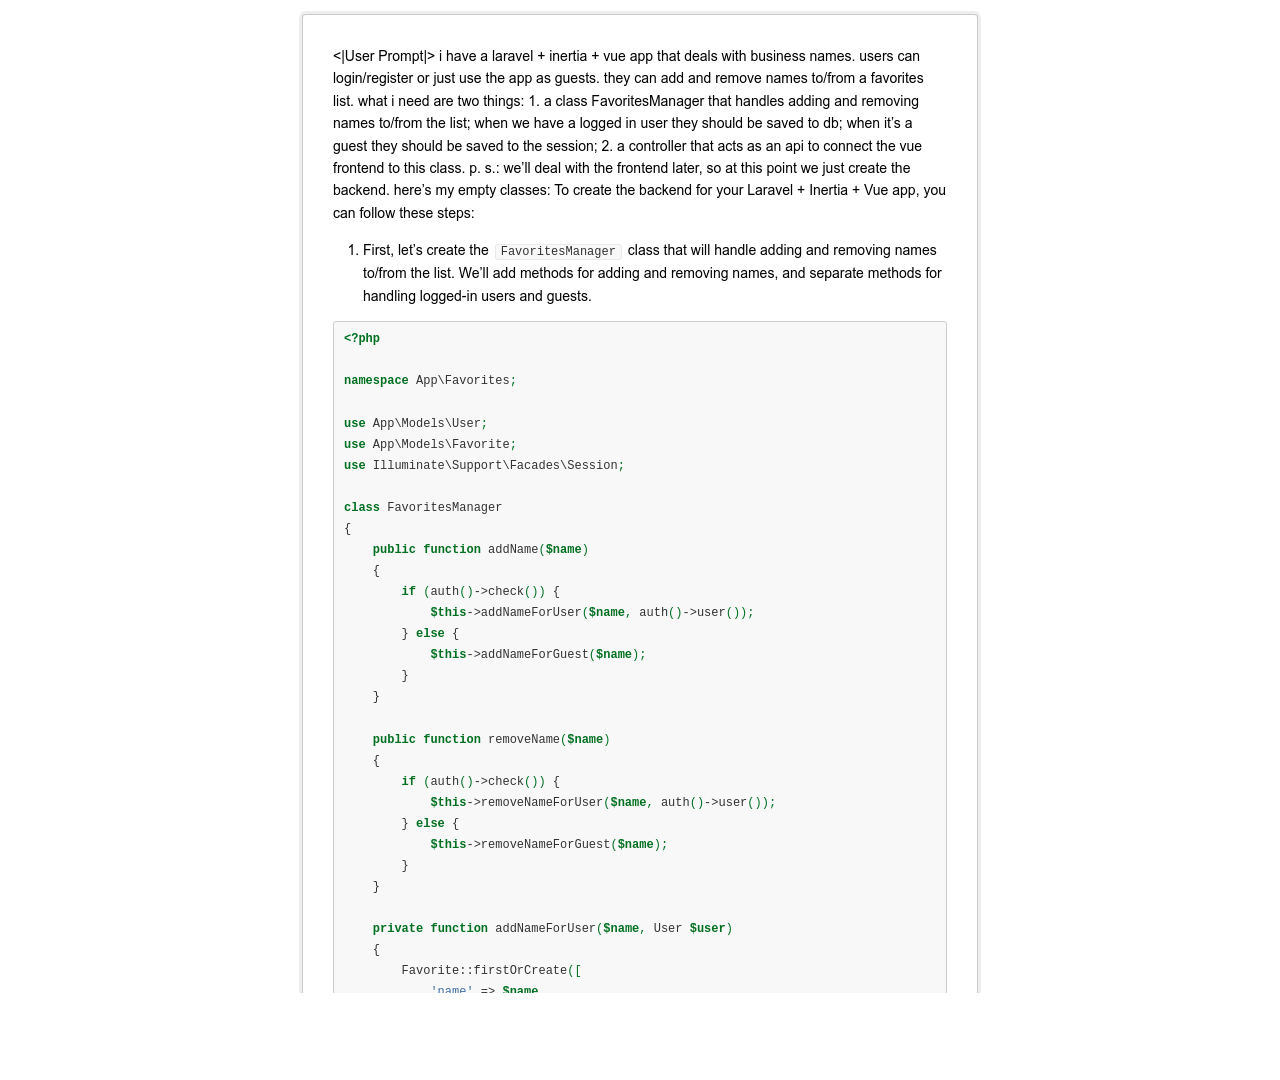 <|User Prompt|> i have a laravel + inertia + vue app that deals with business names. users can
login/register or just use the app as guests. they can add and remove names to/from a favorites
list. what i need are two things: 1. a class FavoritesManager that handles adding and removing
names to/from the list; when we have a logged in user they should be saved to db; when it’s a
guest they should be saved to the session; 2. a controller that acts as an api to connect the vue
frontend to this class. p. s.: we’ll deal with the frontend later, so at this point we just create the
backend. here’s my empty classes: To create the backend for your Laravel + Inertia + Vue app, you
can follow these steps:
1. First, let’s create the FavoritesManager class that will handle adding and removing names
to/from the list. We’ll add methods for adding and removing names, and separate methods for
handling logged-in users and guests.
<?php
namespace App\Favorites;
use App\Models\User;
use App\Models\Favorite;
use Illuminate\Support\Facades\Session;
class FavoritesManager
{
    public function addName($name)
    {
        if (auth()->check()) {
            $this->addNameForUser($name, auth()->user());
        } else {
            $this->addNameForGuest($name);
        }
    }
    public function removeName($name)
    {
        if (auth()->check()) {
            $this->removeNameForUser($name, auth()->user());
        } else {
            $this->removeNameForGuest($name);
        }
    }
    private function addNameForUser($name, User $user)
    {
        Favorite::firstOrCreate([
            'name' => $name